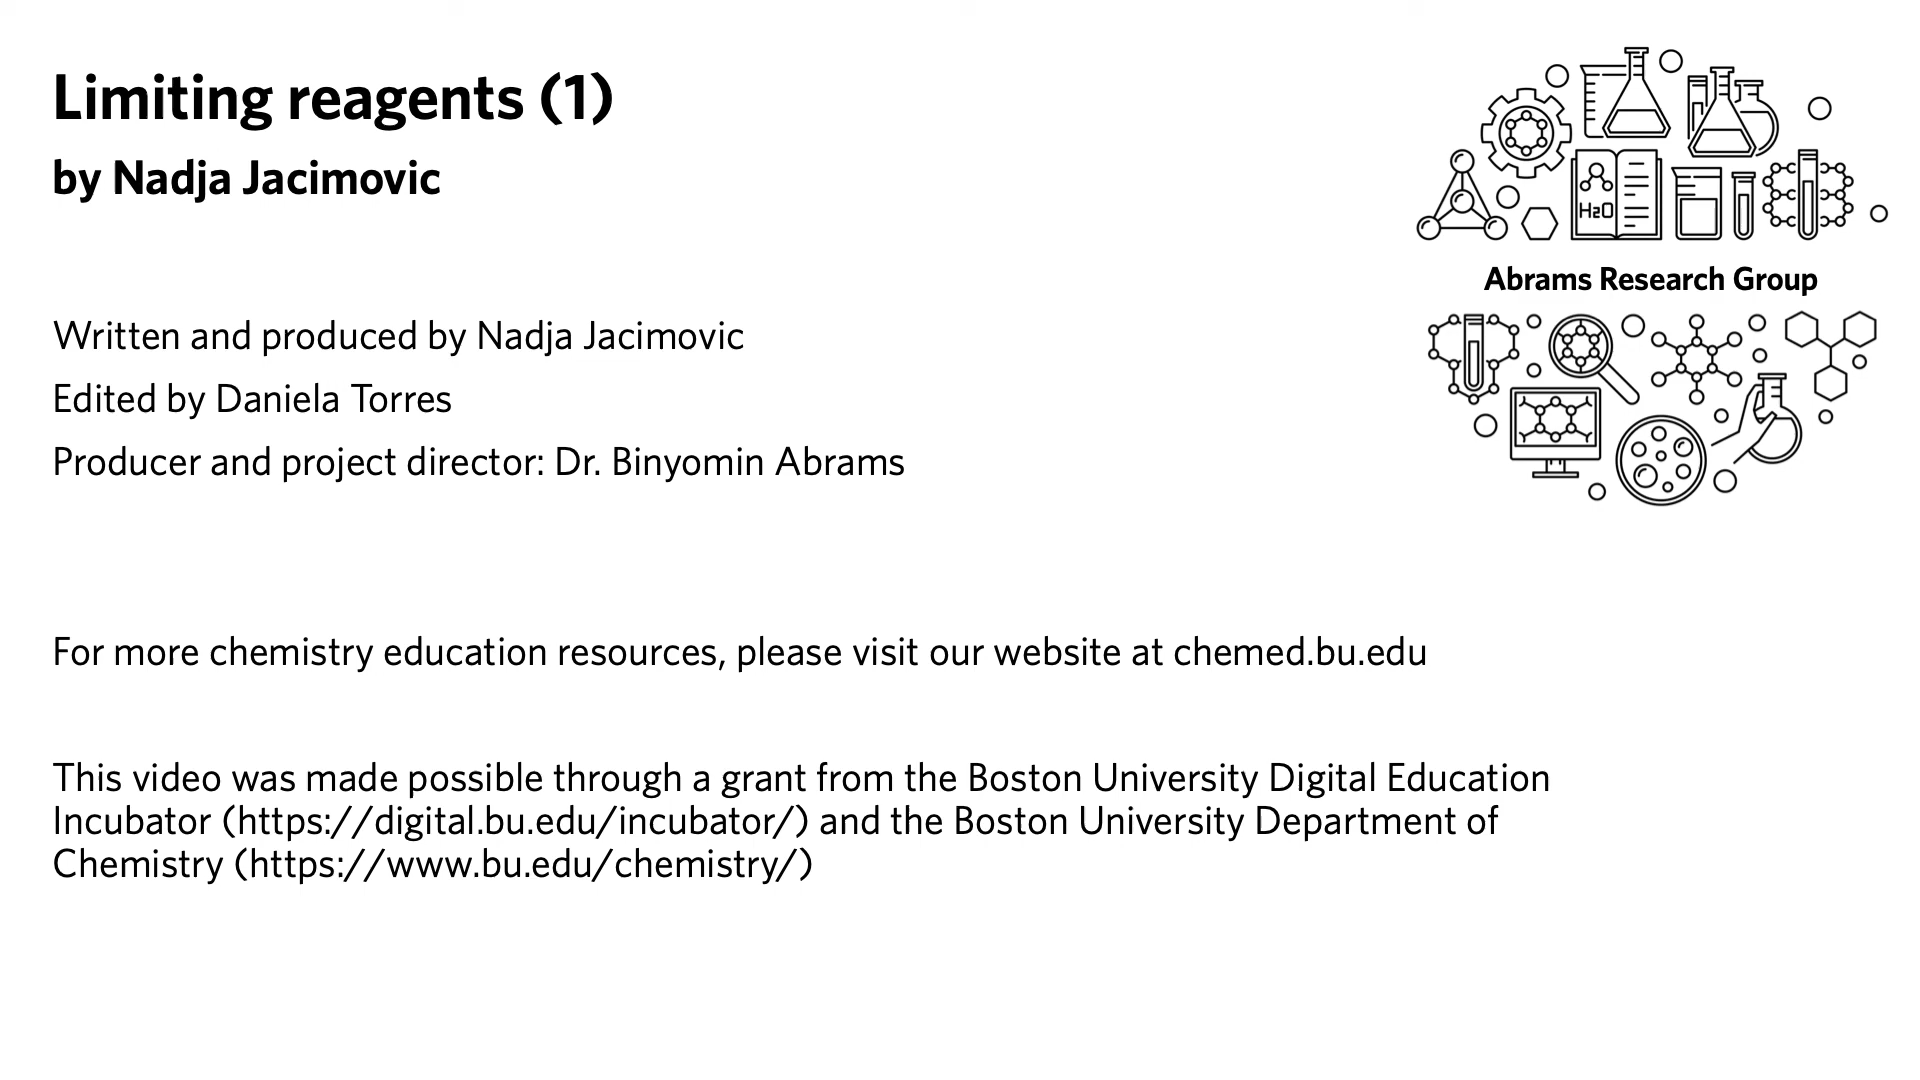 Limiting reagents (1)
by Nadja Jacimovic
H2O
Abrams Research Group
Written and produced by Nadja Jacimovic
Edited by Daniela Torres
Producer and project director: Dr. Binyomin Abrams
For more chemistry education resources, please visit our website at chemed.bu.edu
This video was made possible through a grant from the Boston University Digital Education
Incubator (https://digital.bu.edu/incubator/) and the Boston University Department of
Chemistry (https://www.bu.edu/chemistry/)